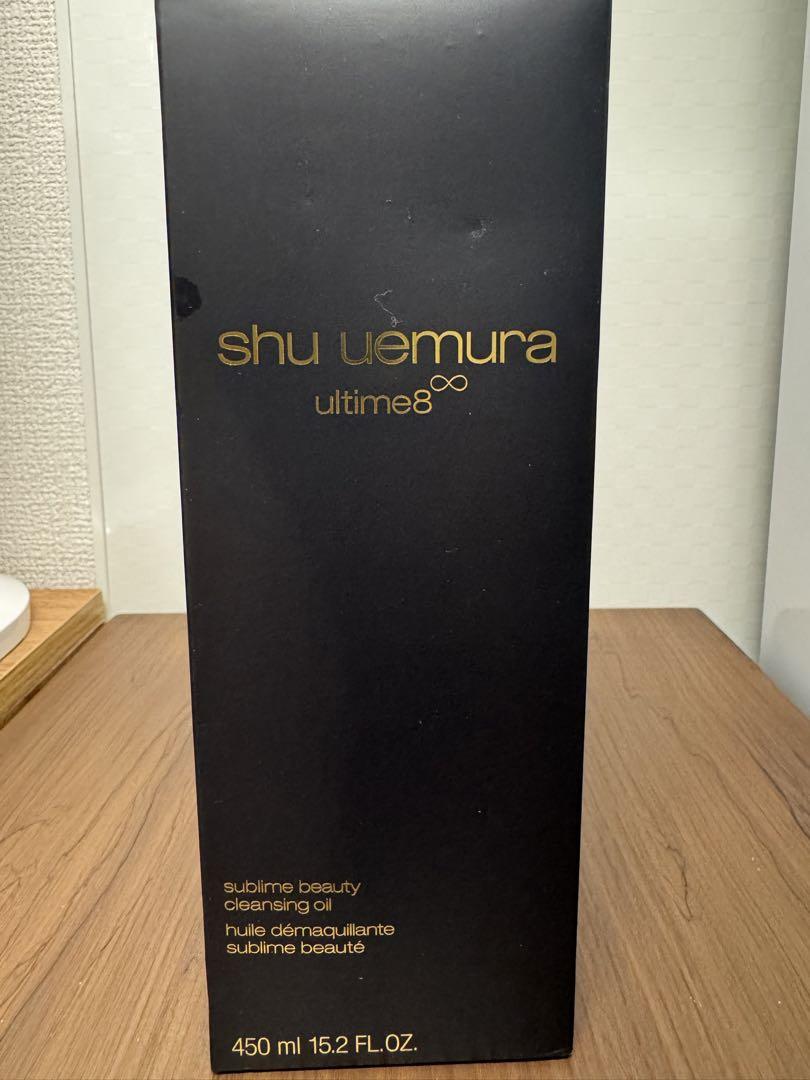 shu uemura
ultime8∞
sublime beauty
cleansing oil
huile démaquillante
sublime beauté
450 ml 15.2 FL.OZ.